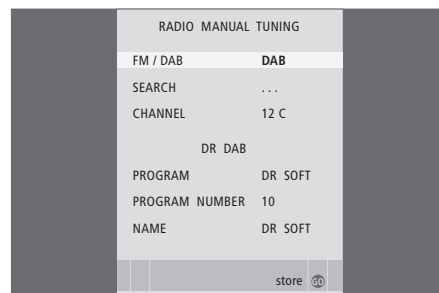 RADIO MANUAL TUNING
FM / DAB DAB
SEARCH . . .
CHANNEL 12 C
DR DAB
PROGRAM DR SOFT
PROGRAM NUMBER 10
NAME DR SOFT
store GO